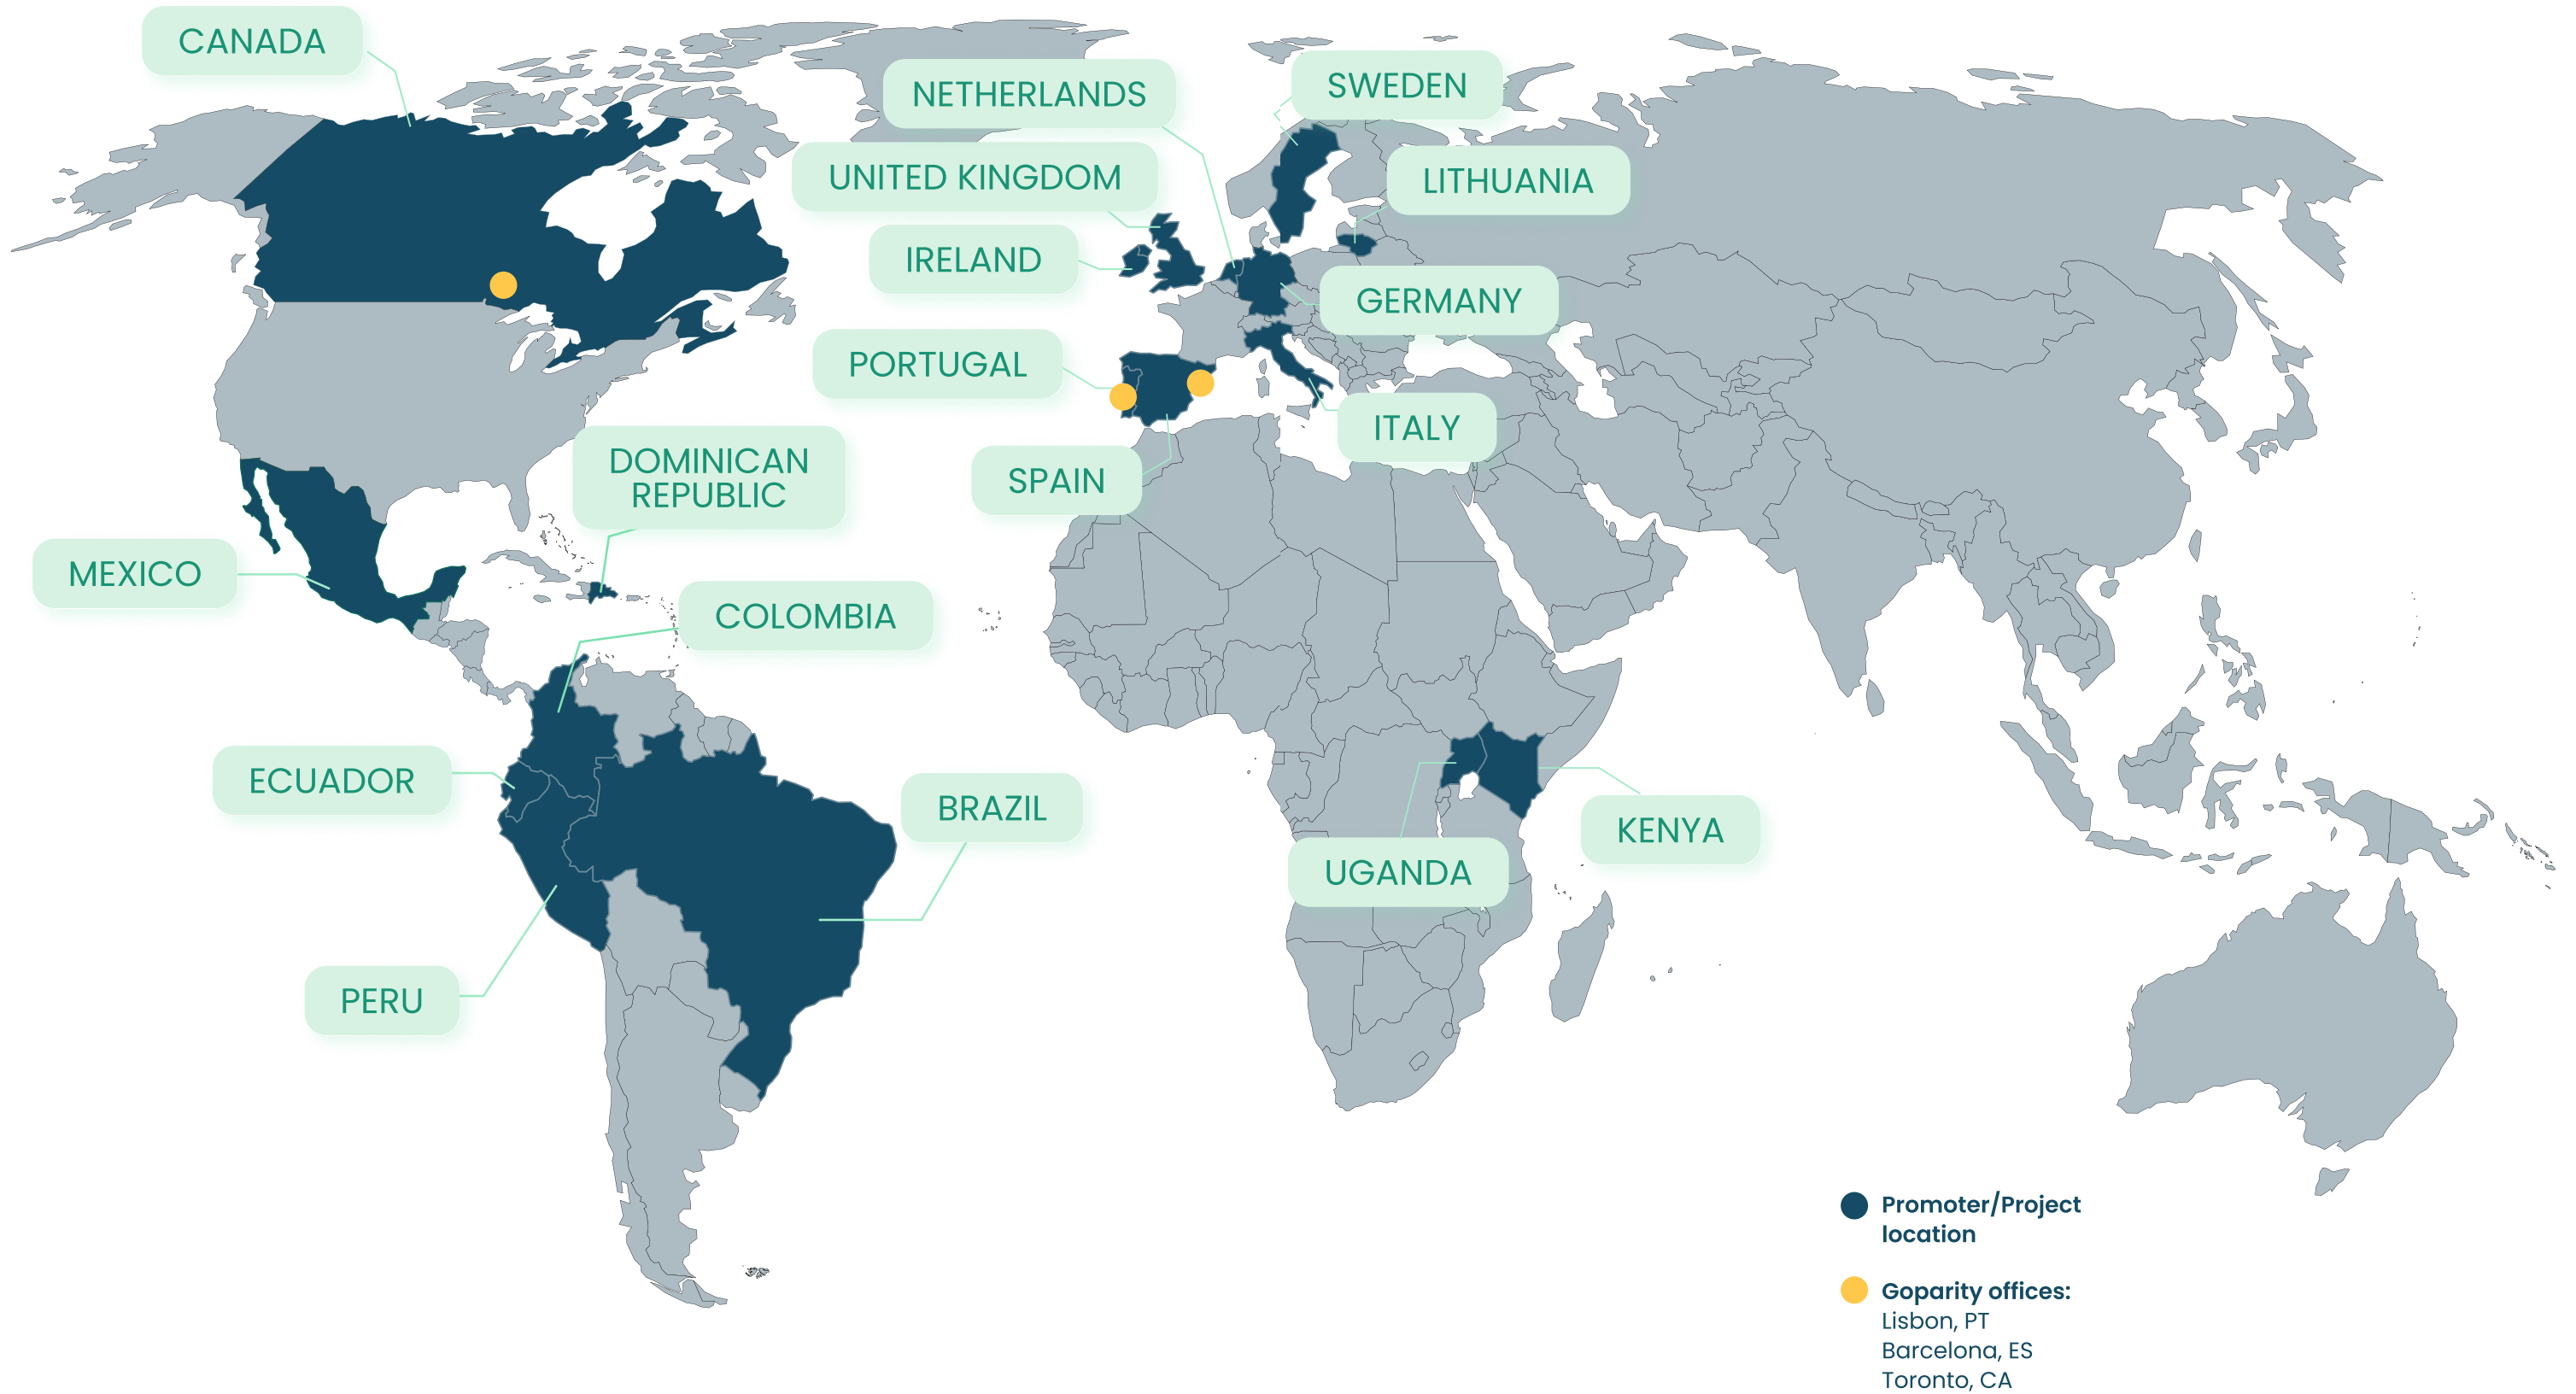 CANADA
NETHERLANDS
SWEDEN
UNITED KINGDOM
LITHUANIA
IRELAND
GERMANY
PORTUGAL
ITALY
DOMINICAN
REPUBLIC
SPAIN
MEXICO
COLOMBIA
ECUADOR
BRAZIL
KENYA
UGANDA
PERU
Promoter/Project
location
Goparity offices:
Lisbon, PT
Barcelona, ES
Toronto, CA